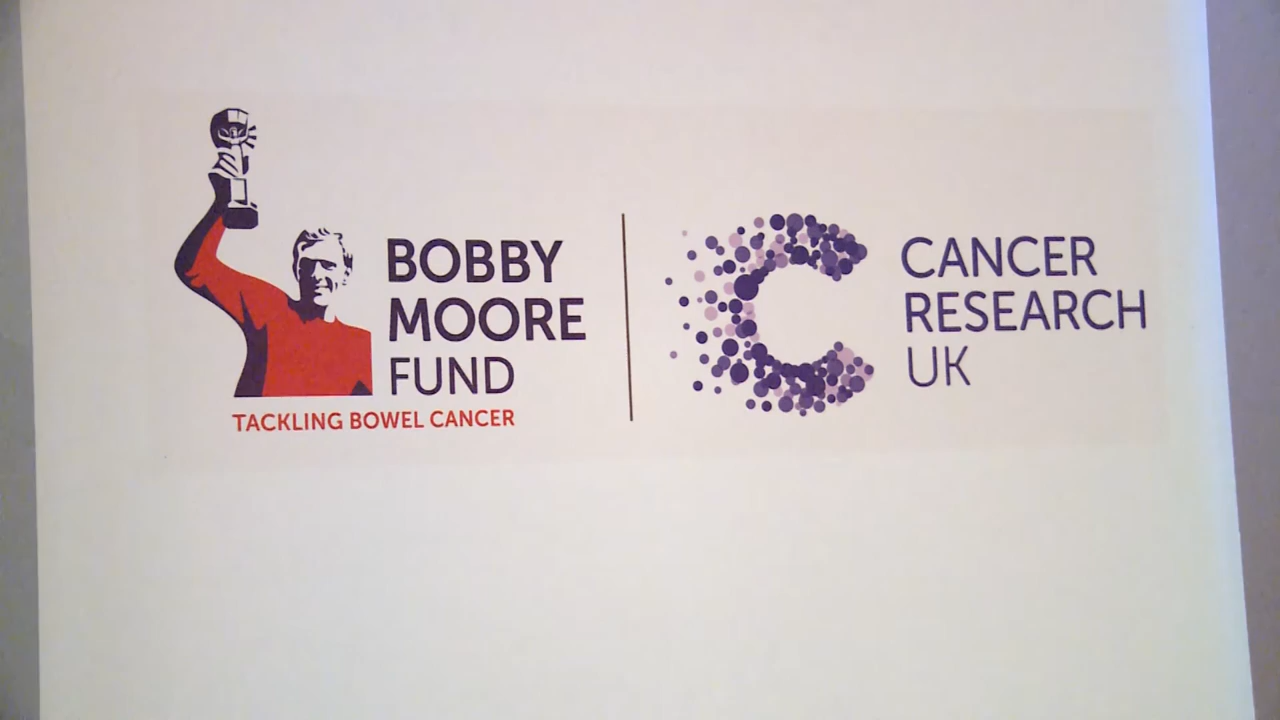 BOBBY
MOORE
FUND
TACKLING BOWEL CANCER
CANCER
RESEARCH
UK